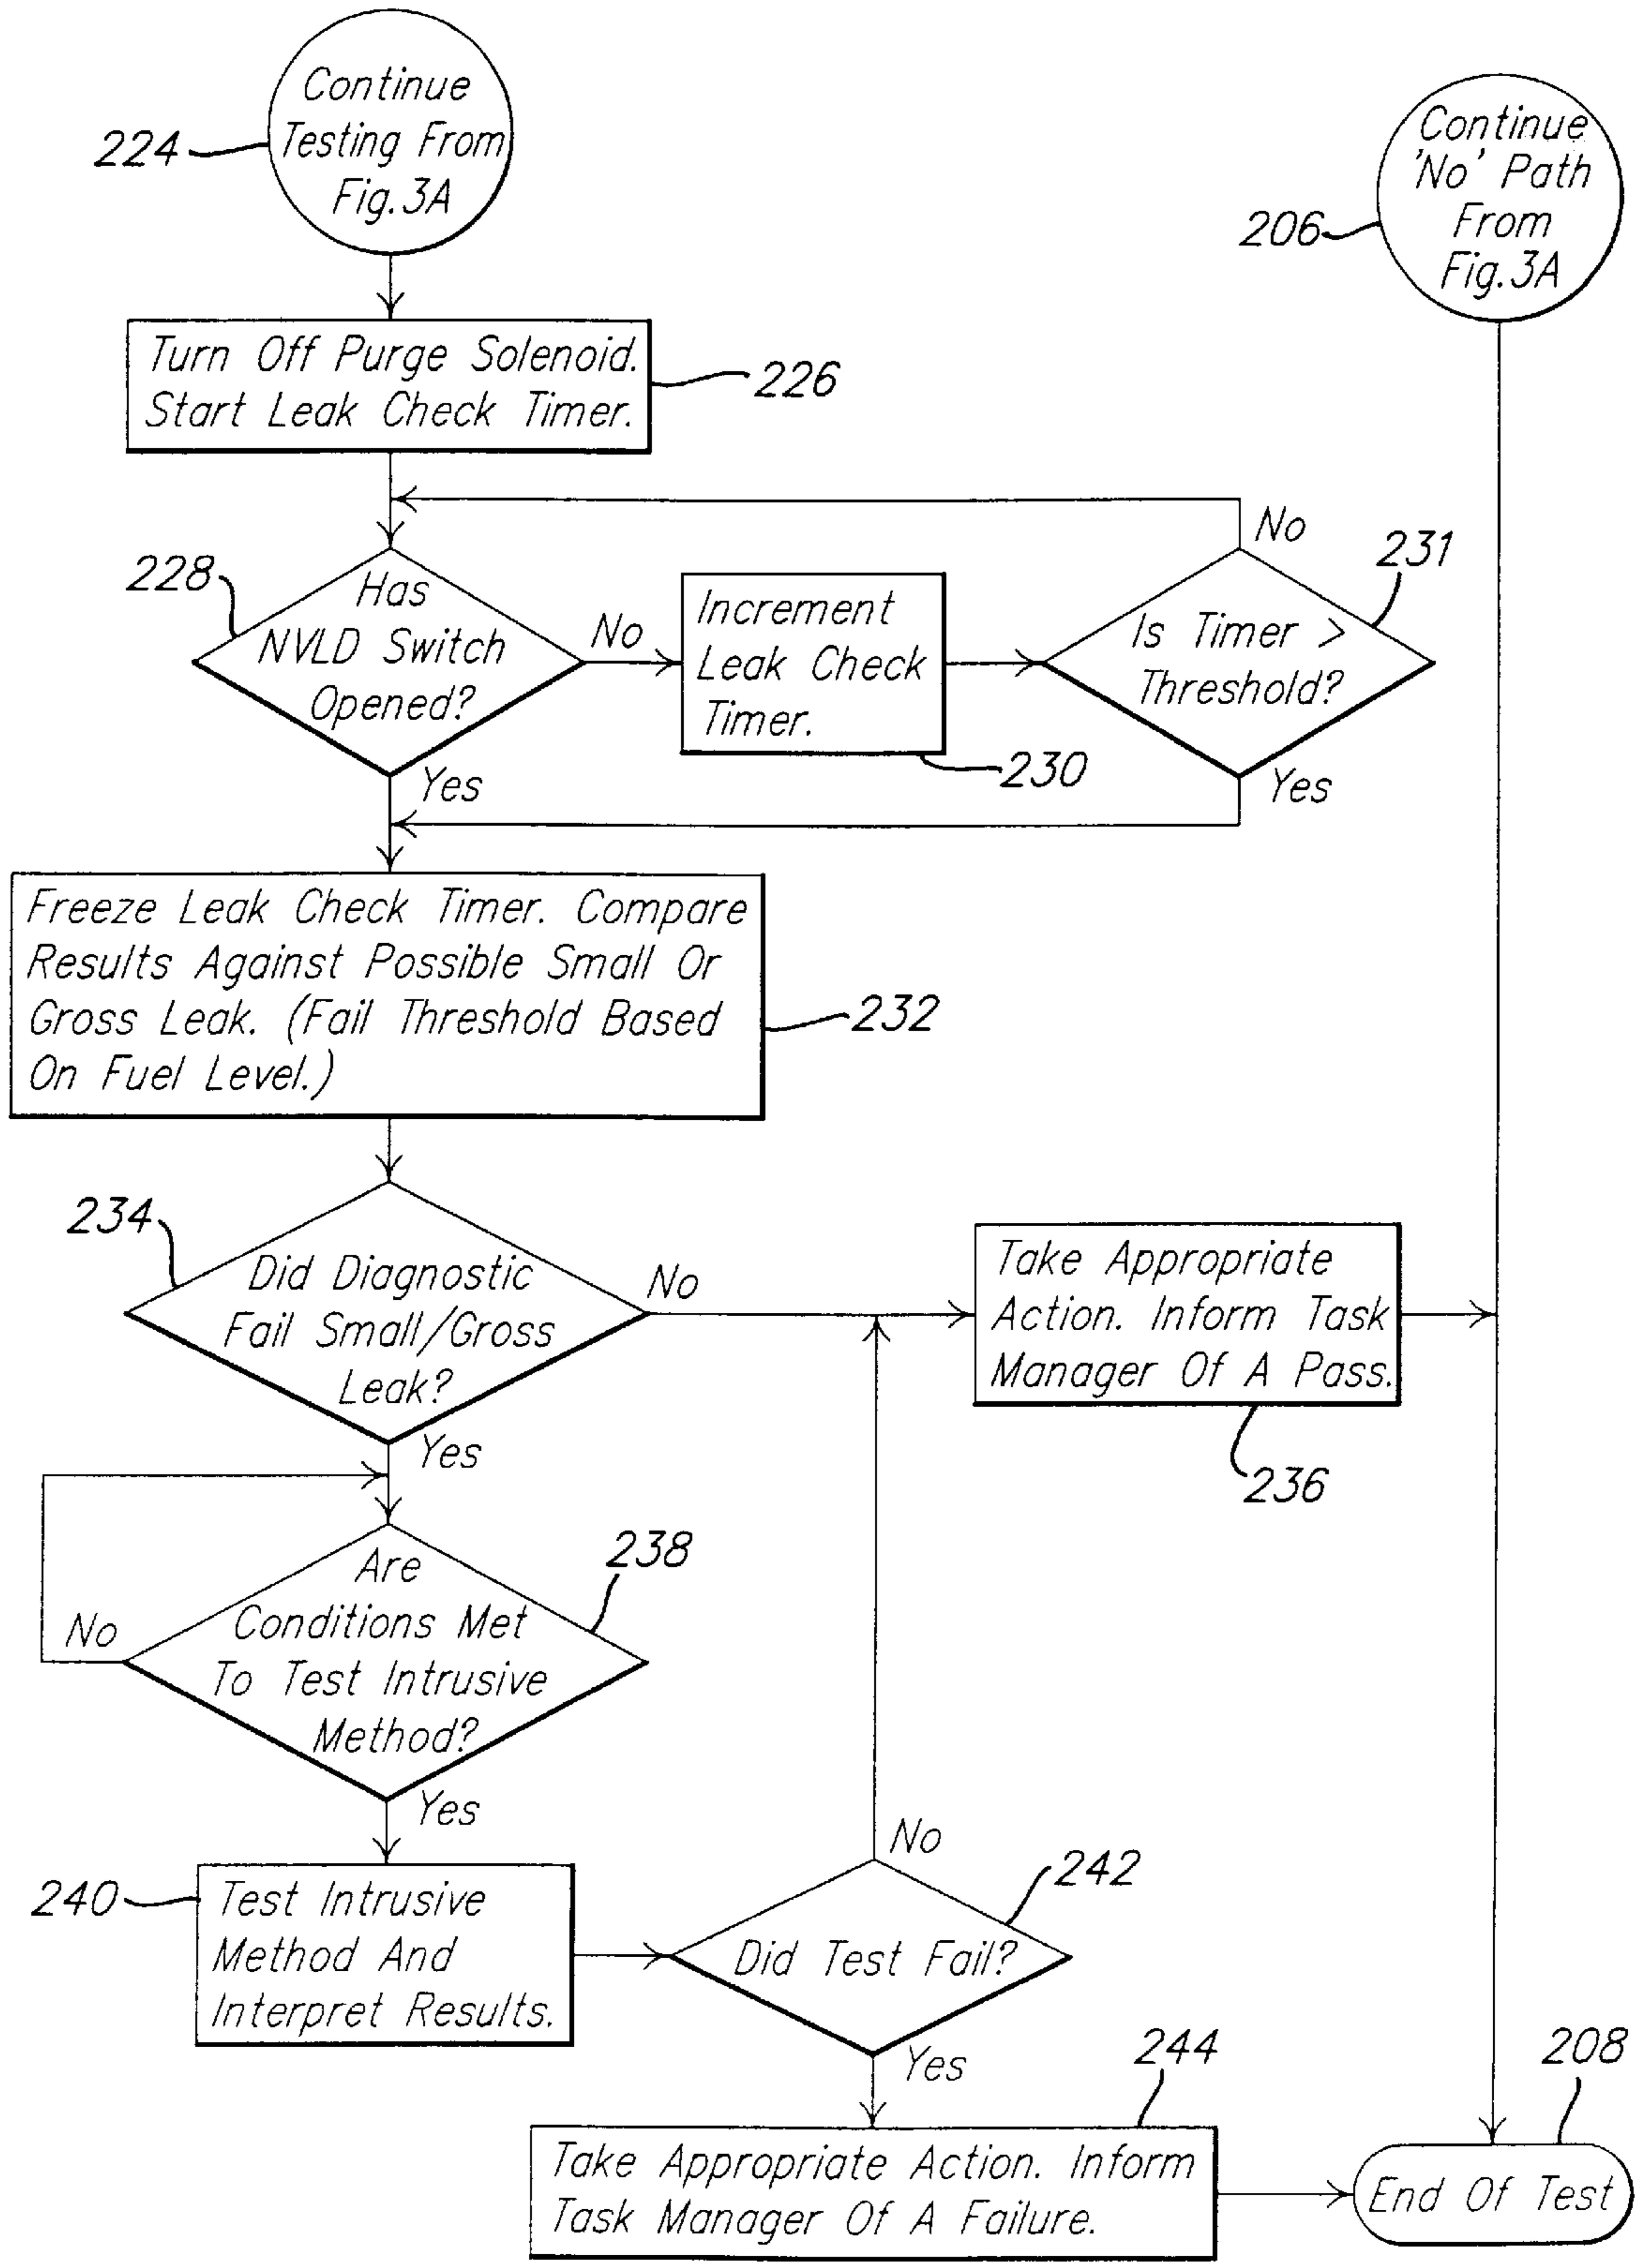 Continue
Testing From
Fig.3A
224
Continue
'No' Path
From
Fig.3A
206
Turn Off Purge Solenoid.
Start Leak Check Timer.
226
No
231
228
Has
NVLD Switch
Opened?
No
Increment
Leak Check
Timer.
230
Is Timer >
Threshold?
Yes
Yes
Freeze Leak Check Timer. Compare
Results Against Possible Small Or
Gross Leak. (Fail Threshold Based
On Fuel Level.)
232
234
Did Diagnostic
Fail Small/Gross
Leak?
No
Take Appropriate
Action. Inform Task
Manager Of A Pass.
236
Yes
238
Are
Conditions Met
To Test Intrusive
Method?
No
Yes
240
Test Intrusive
Method And
Interpret Results.
No
242
Did Test Fail?
Yes
244
Take Appropriate Action. Inform
Task Manager Of A Failure.
208
End Of Test